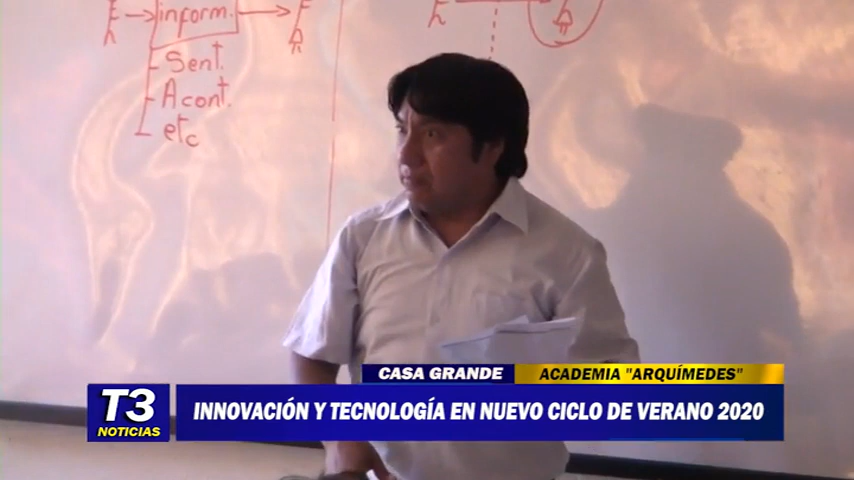 inform.
Sent.
Acont.
etc
CASA GRANDE
ACADEMIA "ARQUÍMEDES"
T3
NOTICIAS
INNOVACIÓN Y TECNOLOGÍA EN NUEVO CICLO DE VERANO 2020